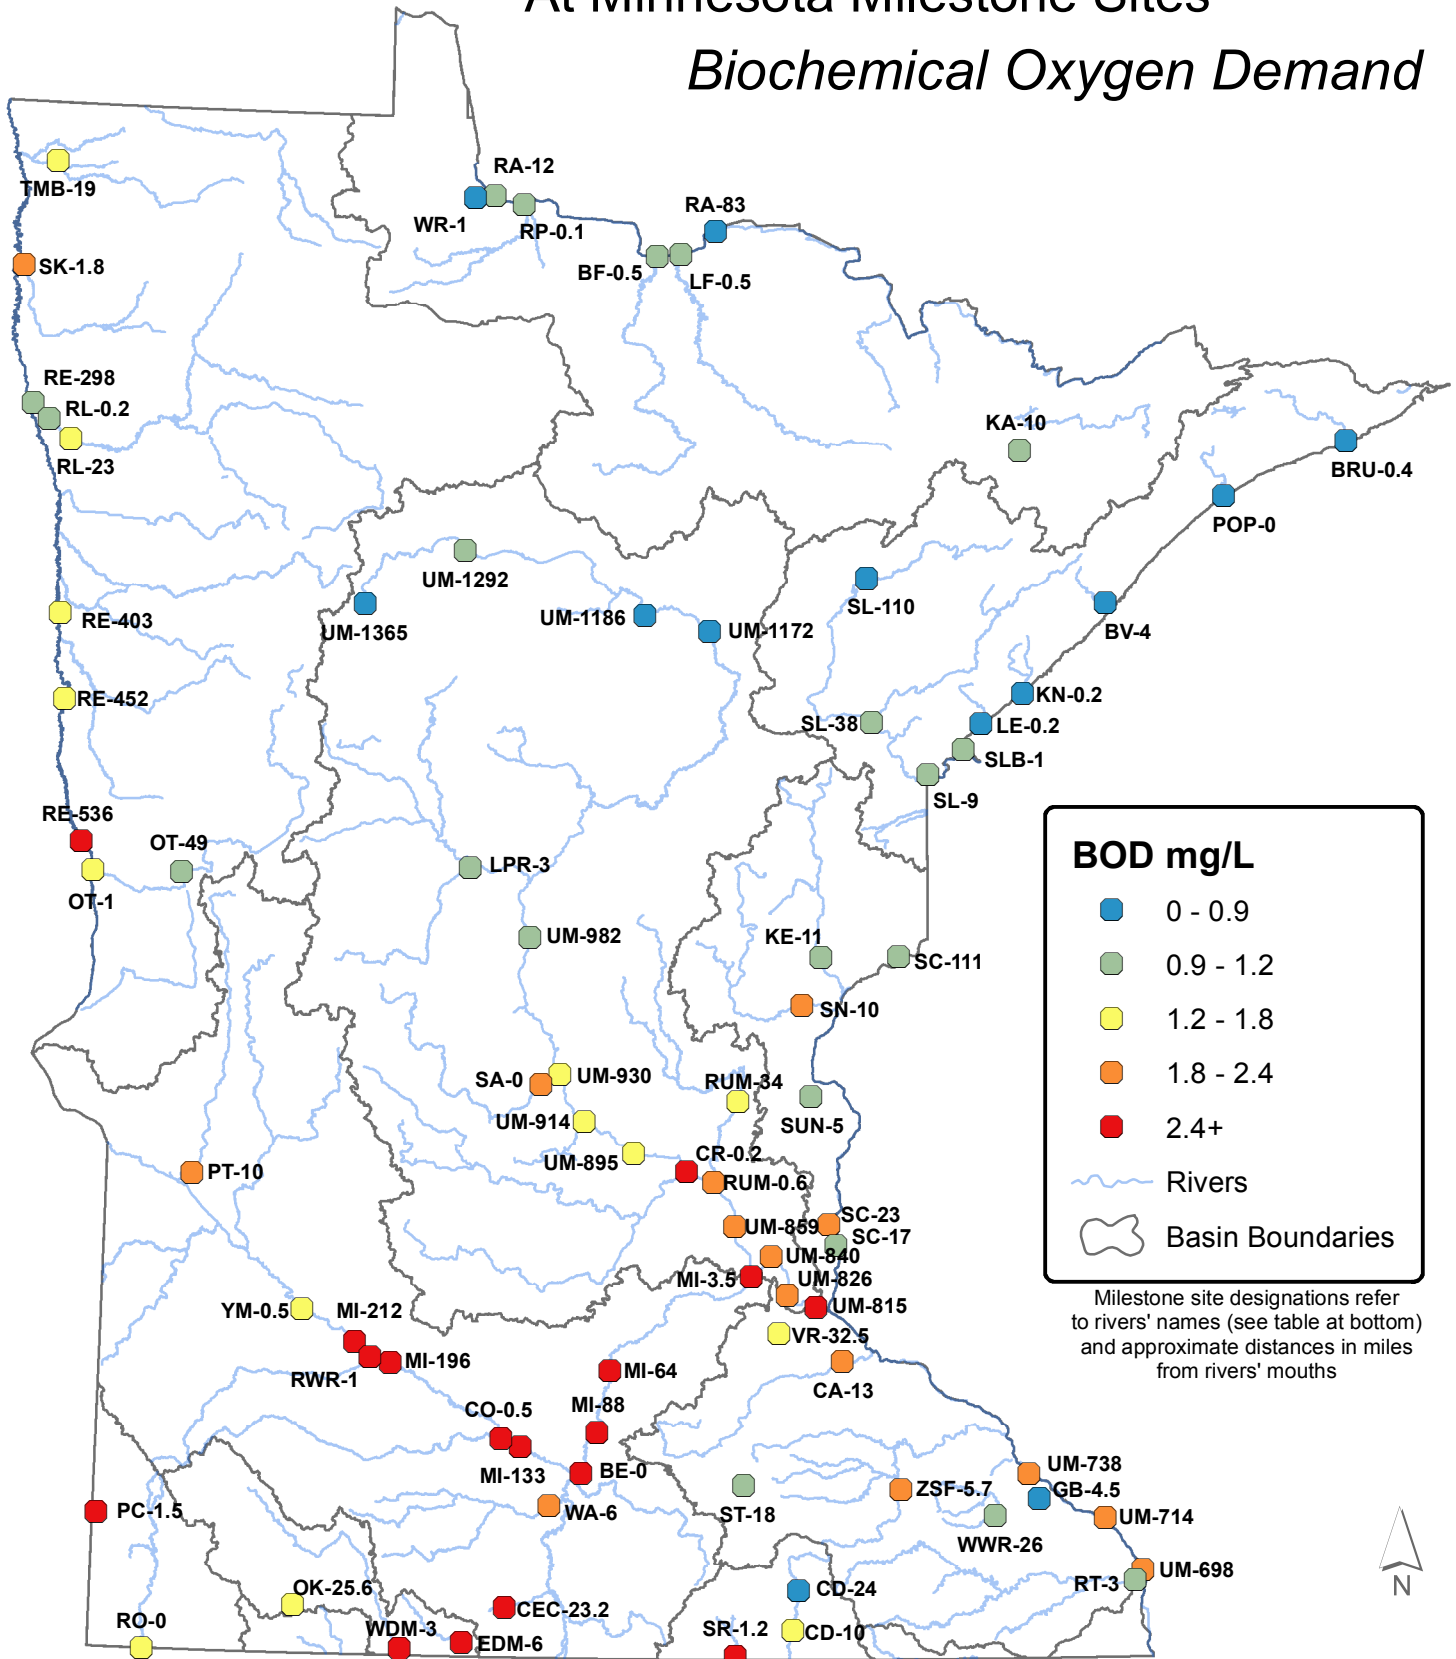 At Minnesota Milestone Sites
Biochemical Oxygen Demand
RA-12
TMB-19
RA-83
WR-1
RP-0.1
SK-1.8
BF-0.5
LF-0.5
RE-298
RL-0.2
KA-10
RL-23
BRU-0.4
POP-0
UM-1292
SL-110
UM-1365
UM-1186
UM-1172
RE-403
BV-4
RE-452
KN-0.2
SL-38
LE-0.2
SLB-1
SL-9
RE-536
OT-49
LPR-3
OT-1
BOD mg/L
0 - 0.9
0.9 - 1.2
1.2 - 1.8
1.8 - 2.4
2.4+
Rivers
Basin Boundaries
Milestone site designations refer
to rivers' names (see table at bottom)
and approximate distances in miles
from rivers' mouths
UM-982
KE-11
SC-111
SN-10
SA-0
UM-930
RUM-34
UM-914
SUN-5
UM-895
CR-0.2
PT-10
RUM-0.6
SC-23
UM-859
SC-17
UM-840
MI-3.5
UM-826
YM-0.5
MI-212
UM-815
VR-32.5
MI-196
RWR-1
MI-64
CA-13
CO-0.5
MI-88
MI-133
BE-0
UM-738
ZSF-5.7
GB-4.5
PC-1.5
WA-6
ST-18
UM-714
WWR-26
UM-698
RT-3
N
OK-25.6
CD-24
CEC-23.2
RO-0
WDM-3
EDM-6
SR-1.2
CD-10